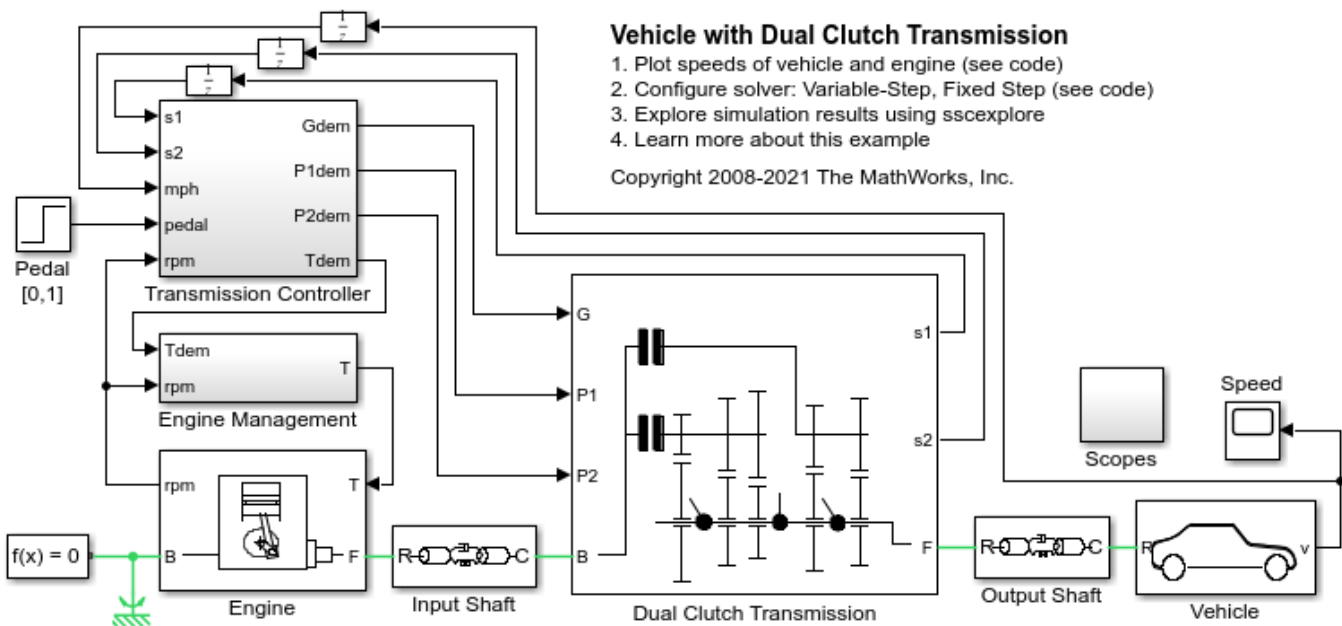 Vehicle with Dual Clutch Transmission
1. Plot speeds of vehicle and engine (see code)
2. Configure solver: Variable-Step, Fixed Step (see code)
3. Explore simulation results using sscexplore
4. Learn more about this example
Copyright 2008-2021 The MathWorks, Inc.
1
z
1
z
1
z
s1
s2
mph
pedal
rpm
Gdem
P1dem
P2dem
Tdem
Transmission Controller
Pedal
[0,1]
Tdem
rpm
T
Engine Management
rpm
T
B
F
Engine
f(x) = 0
R
C
Input Shaft
G
P1
P2
B
s1
s2
F
Dual Clutch Transmission
R
C
Output Shaft
Scopes
Speed
R
v
Vehicle